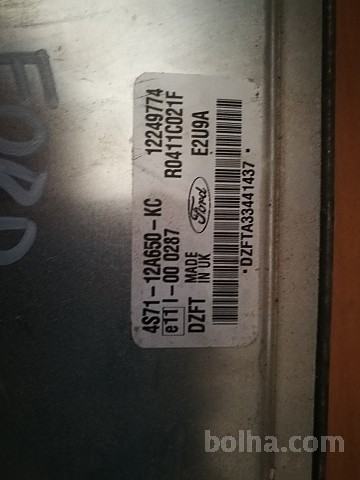 FORD
12249774
R0411C021F
4S71-12A650-KC
E2U9A
e11 I-00 0287
Ford
DZFT
MADE
IN UK
*DZFTA33441437*
bolha.com